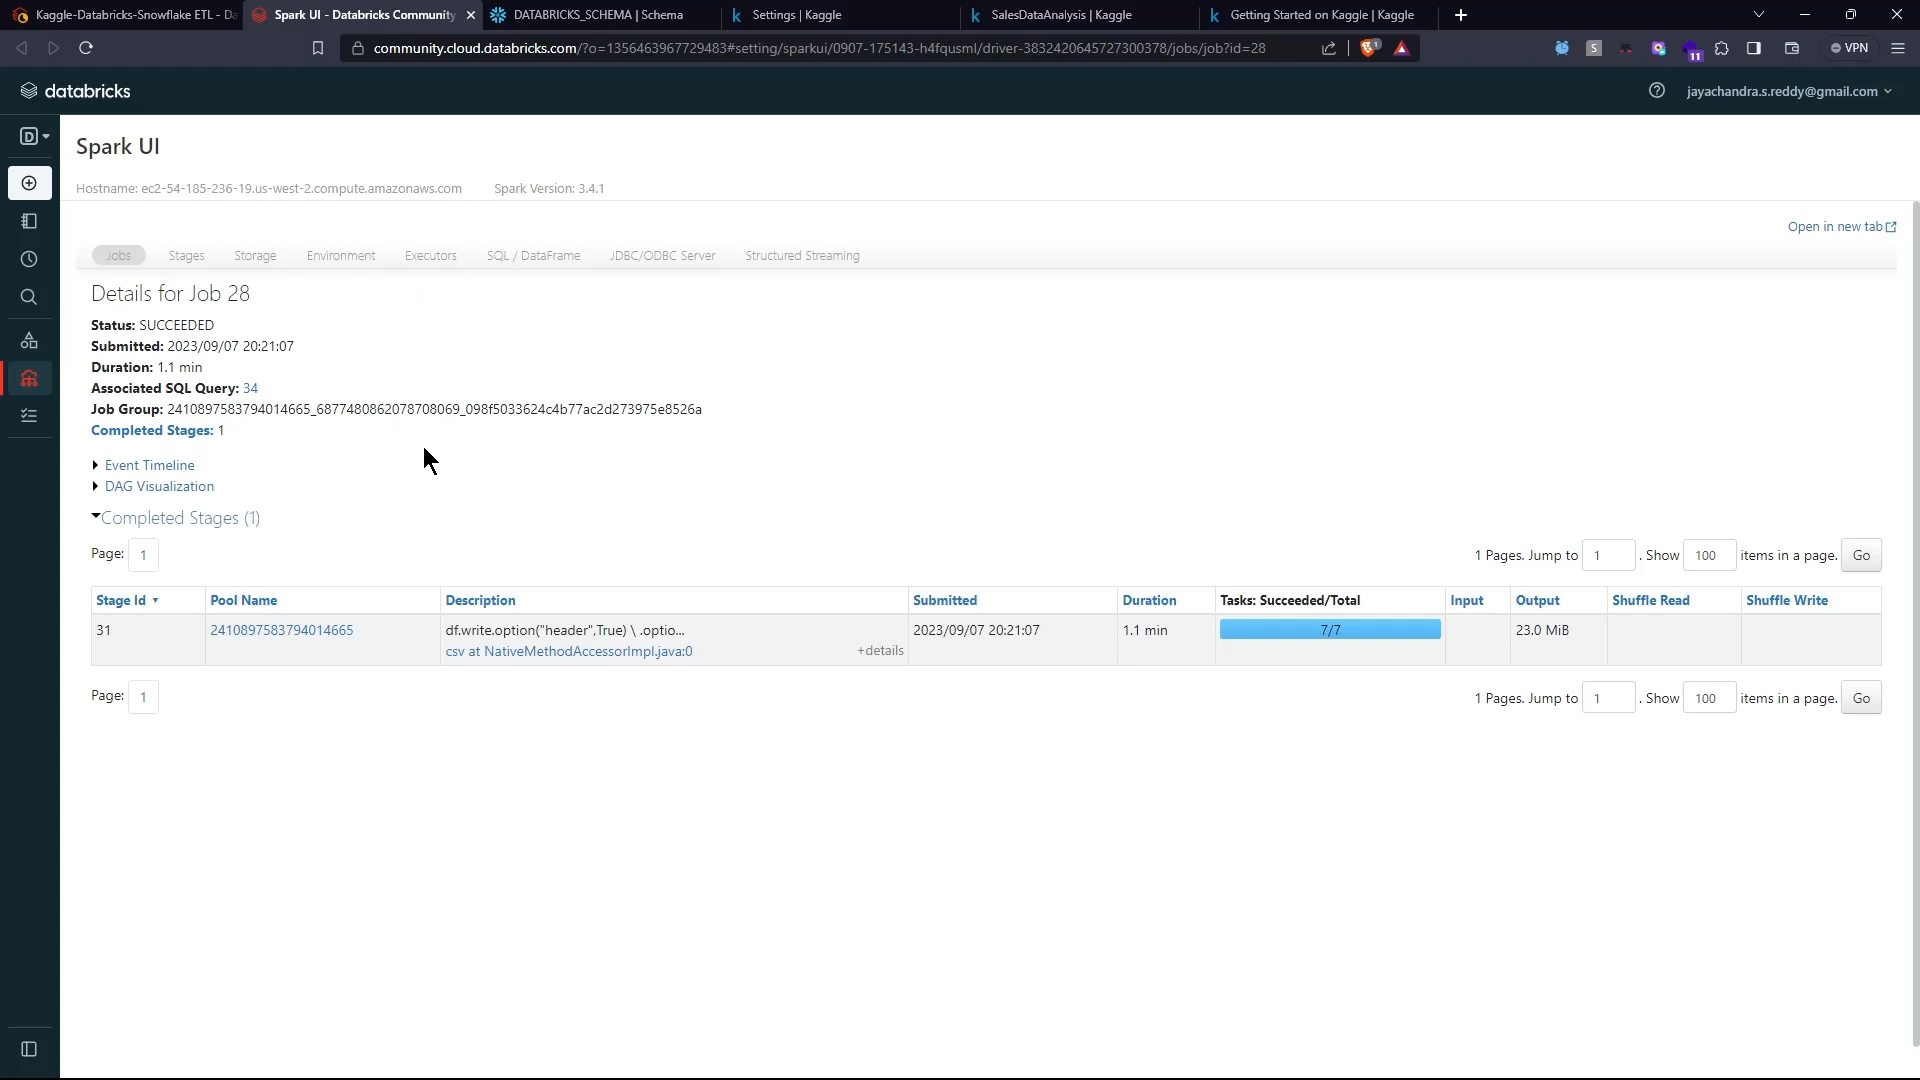 Kaggle-Databricks-Snowflake ETL - Da
Spark UI - Databricks Community
DATABRICKS_SCHEMA | Schema
Settings | Kaggle
SalesDataAnalysis | Kaggle
Getting Started on Kaggle | Kaggle
community.cloud.databricks.com/?o=1356463967729483#setting/sparkui/0907-175143-h4fqusml/driver-3832420645727300378/jobs/job?id=28
1
S
11
VPN
databricks
jayachandra.s.reddy@gmail.com
D
Spark UI
Hostname: ec2-54-185-236-19.us-west-2.compute.amazonaws.com Spark Version: 3.4.1
Open in new tab
Jobs Stages Storage Environment Executors SQL / DataFrame JDBC/ODBC Server Structured Streaming
Details for Job 28
Status: SUCCEEDED
Submitted: 2023/09/07 20:21:07
Duration: 1.1 min
Associated SQL Query: 34
Job Group: 2410897583794014665_6877480862078708069_098f5033624c4b77ac2d273975e8526a
Completed Stages: 1
Event Timeline
DAG Visualization
Completed Stages (1)
Page: 1 1 Pages. Jump to 1 . Show 100 items in a page. Go
Stage Id Pool Name Description Submitted Duration Tasks: Succeeded/Total Input Output Shuffle Read Shuffle Write
31 2410897583794014665 df.write.option("header",True) \ .optio... 2023/09/07 20:21:07 1.1 min 7/7 23.0 MiB
csv at NativeMethodAccessorImpl.java:0 +details
Page: 1 1 Pages. Jump to 1 . Show 100 items in a page. Go